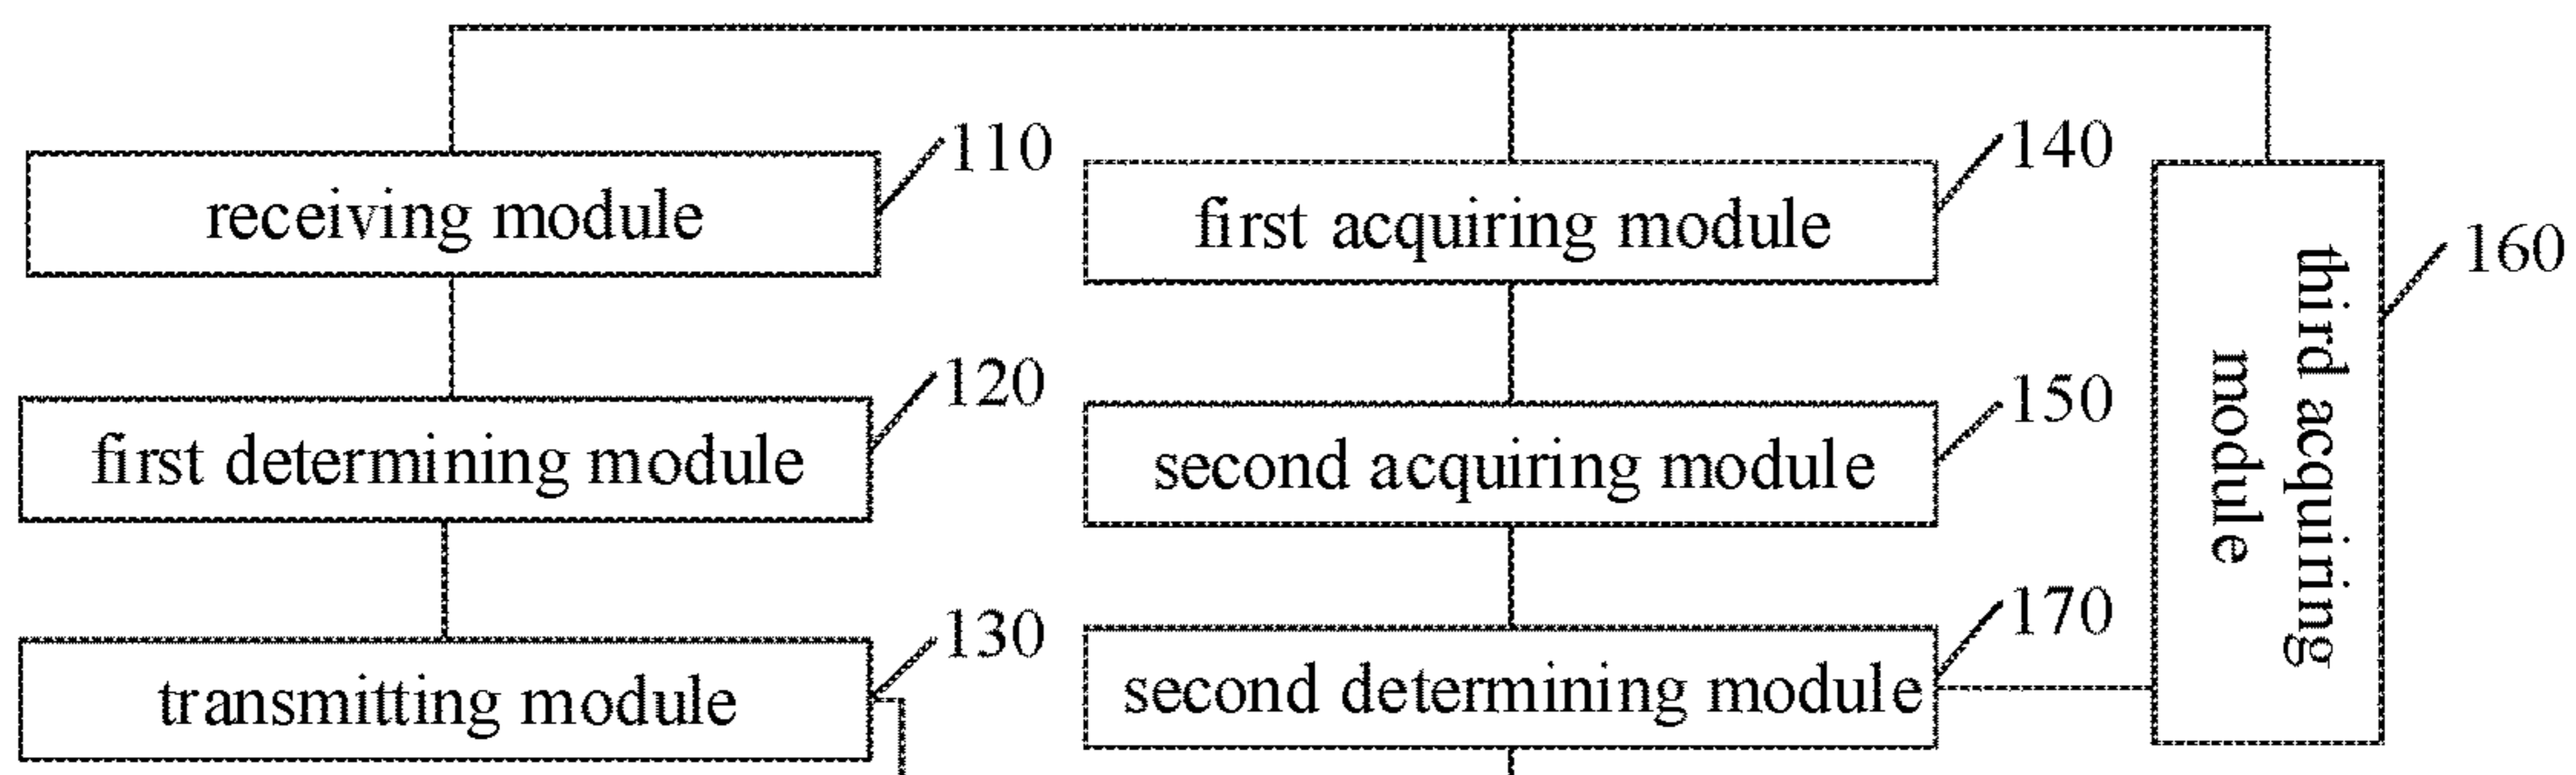 receiving module
110
first determining module
120
transmitting module
130
first acquiring module
140
second acquiring module
150
second determining module
170
third acquiring
module
160